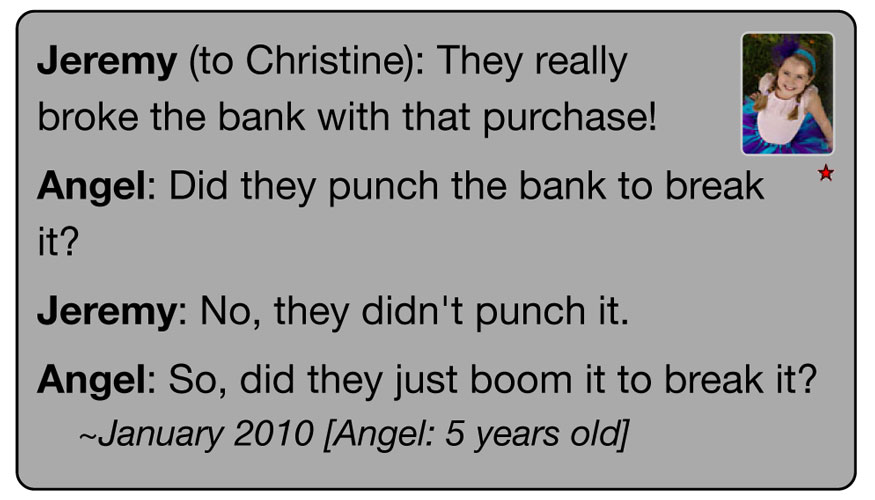 Jeremy (to Christine): They really
broke the bank with that purchase!
Angel: Did they punch the bank to break
it?
Jeremy: No, they didn't punch it.
Angel: So, did they just boom it to break it?
~January 2010 [Angel: 5 years old]